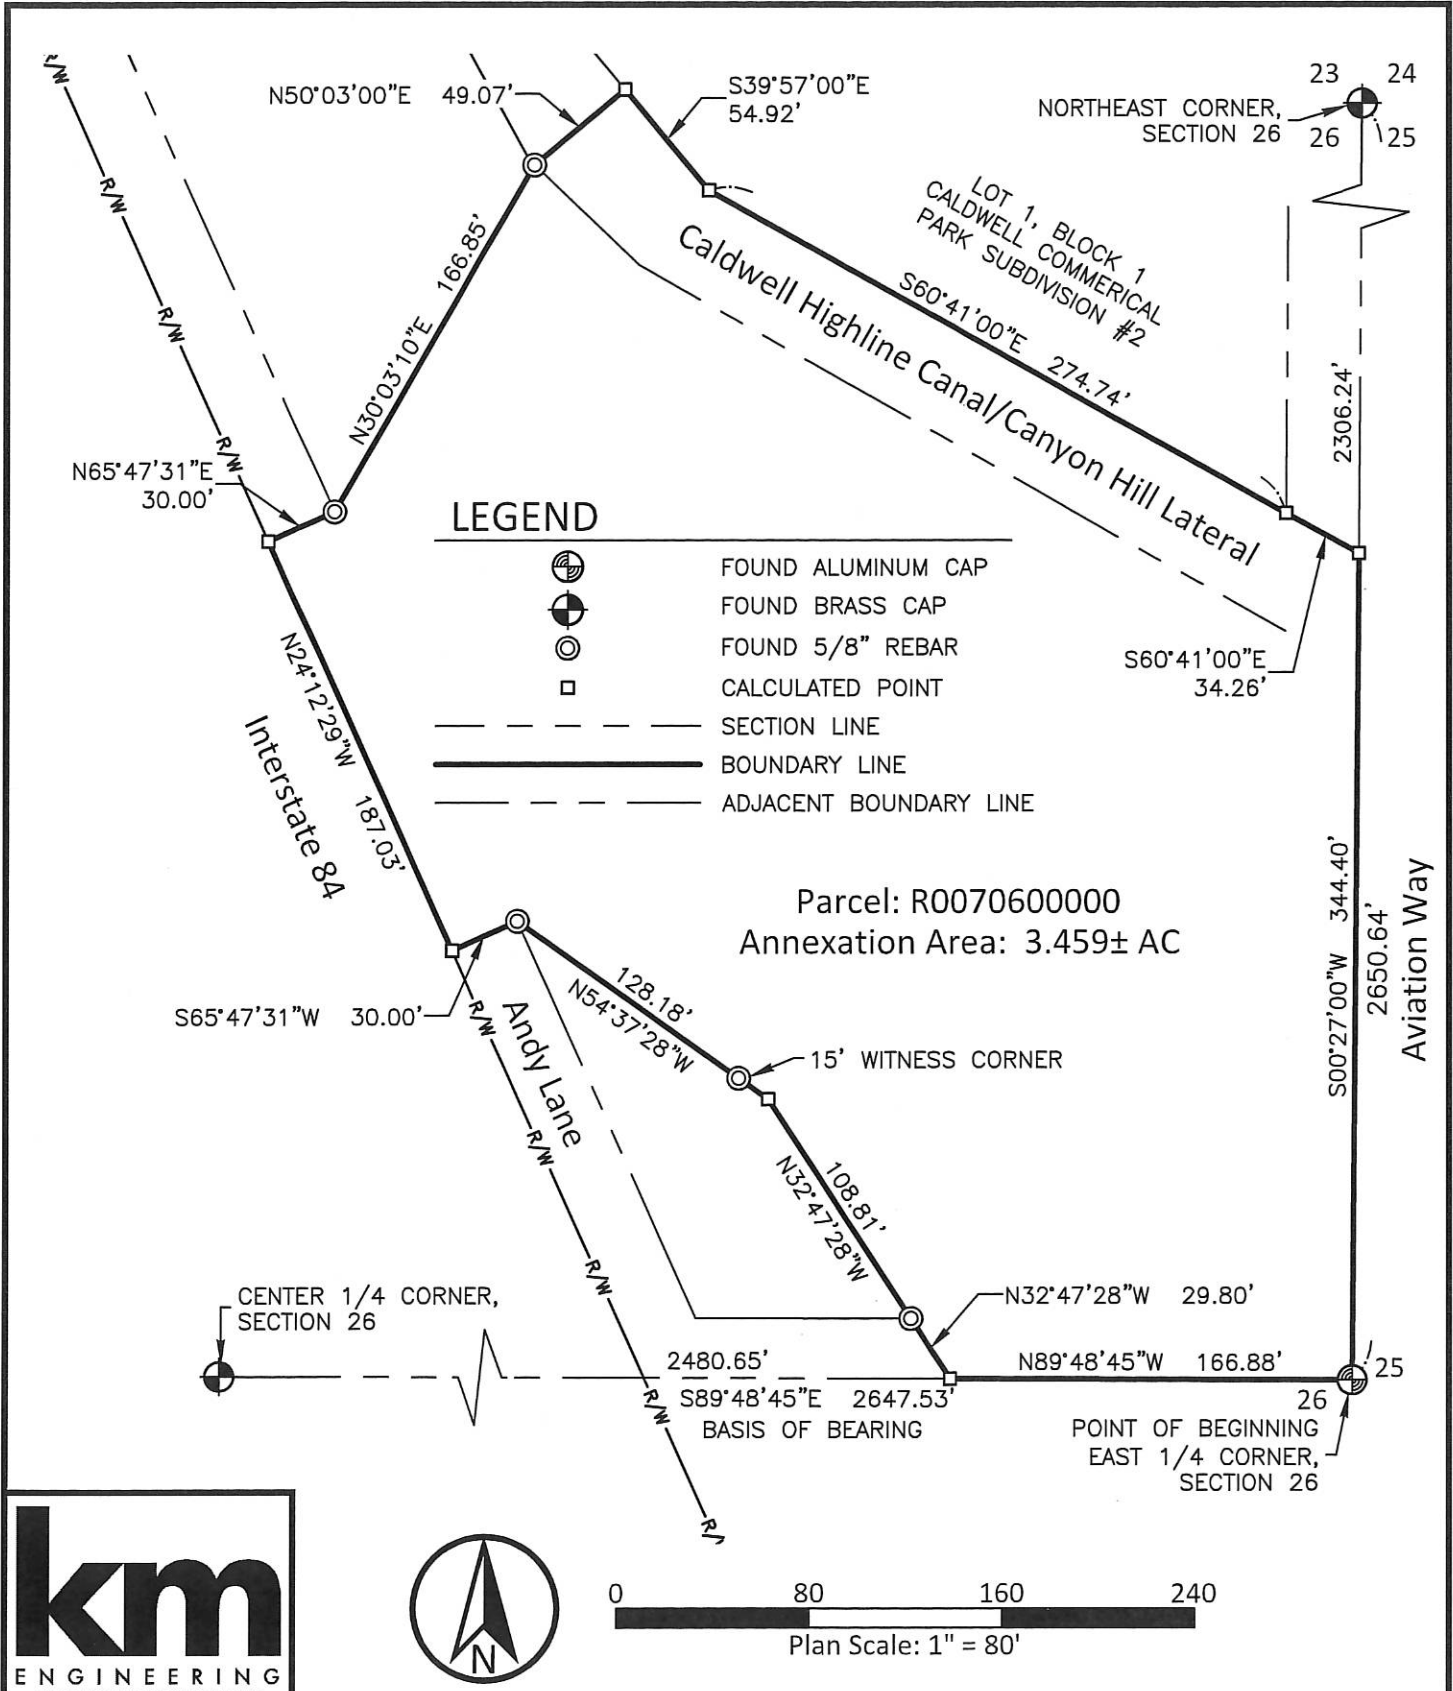 N50°03'00"E 49.07'
S39°57'00"E
54.92'
23 24
NORTHEAST CORNER,
SECTION 26
26 25
R/W
R/W
R/W
R/W
166.85'
N30°03'10"E
LOT 1, BLOCK 1
CALDWELL COMMERICAL
PARK SUBDIVISION #2
S60°41'00"E 274.74'
Caldwell Highline Canal/Canyon Hill Lateral
2306.24'
N65°47'31"E
30.00'
LEGEND
FOUND ALUMINUM CAP
FOUND BRASS CAP
FOUND 5/8" REBAR
CALCULATED POINT
SECTION LINE
BOUNDARY LINE
ADJACENT BOUNDARY LINE
S60°41'00"E
34.26'
N24°12'29"W 187.03'
Interstate 84
Parcel: R0070600000
Annexation Area: 3.459± AC
S00°27'00"W 344.40'
2650.64'
Aviation Way
S65°47'31"W 30.00'
R/W
Andy Lane
128.18'
N54°37'28"W
15' WITNESS CORNER
R/W
108.81'
N32°47'28"W
R/W
CENTER 1/4 CORNER,
SECTION 26
N32°47'28"W 29.80'
2480.65'
N89°48'45"W 166.88'
25
26
S89°48'45"E 2647.53'
BASIS OF BEARING
R/W
POINT OF BEGINNING
EAST 1/4 CORNER,
SECTION 26
R/
km
ENGINEERING
N
0 80 160 240
Plan Scale: 1" = 80'